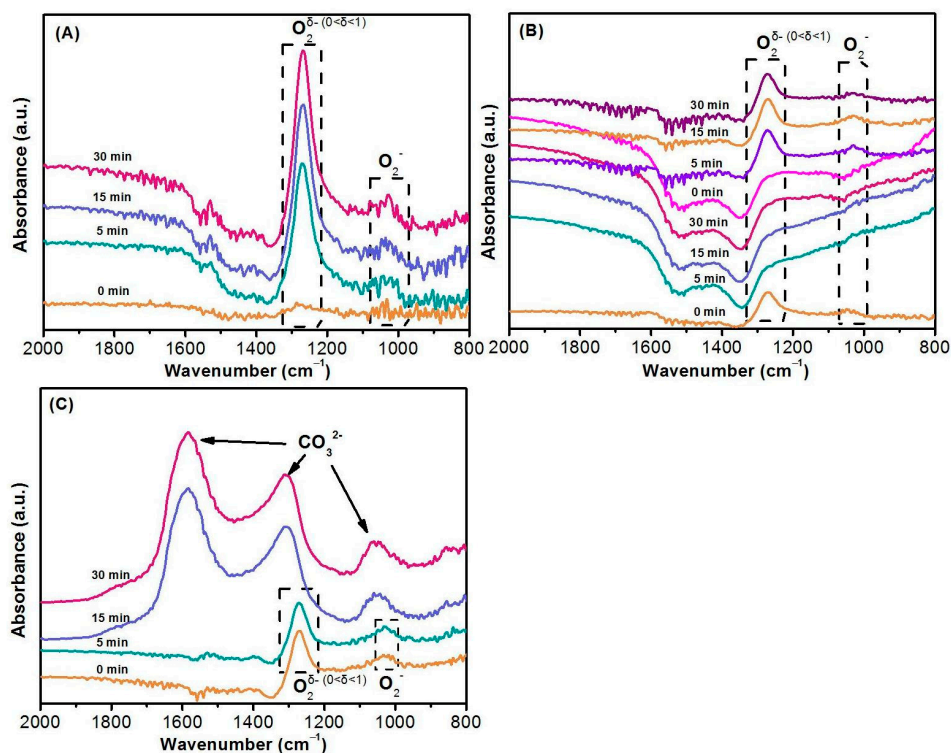 (A)
O₂^δ- (0<δ<1)
O₂⁻
30 min
15 min
5 min
0 min
Absorbance (a.u.)
2000 1800 1600 1400 1200 1000 800
Wavenumber (cm⁻¹)
(B)
O₂^δ- (0<δ<1)
O₂⁻
30 min
15 min
5 min
0 min
30 min
15 min
5 min
0 min
Absorbance (a.u.)
2000 1800 1600 1400 1200 1000 800
Wavenumber (cm⁻¹)
(C)
CO₃²⁻
30 min
15 min
5 min
0 min
O₂^δ- (0<δ<1)
O₂⁻
Absorbance (a.u.)
2000 1800 1600 1400 1200 1000 800
Wavenumber (cm⁻¹)